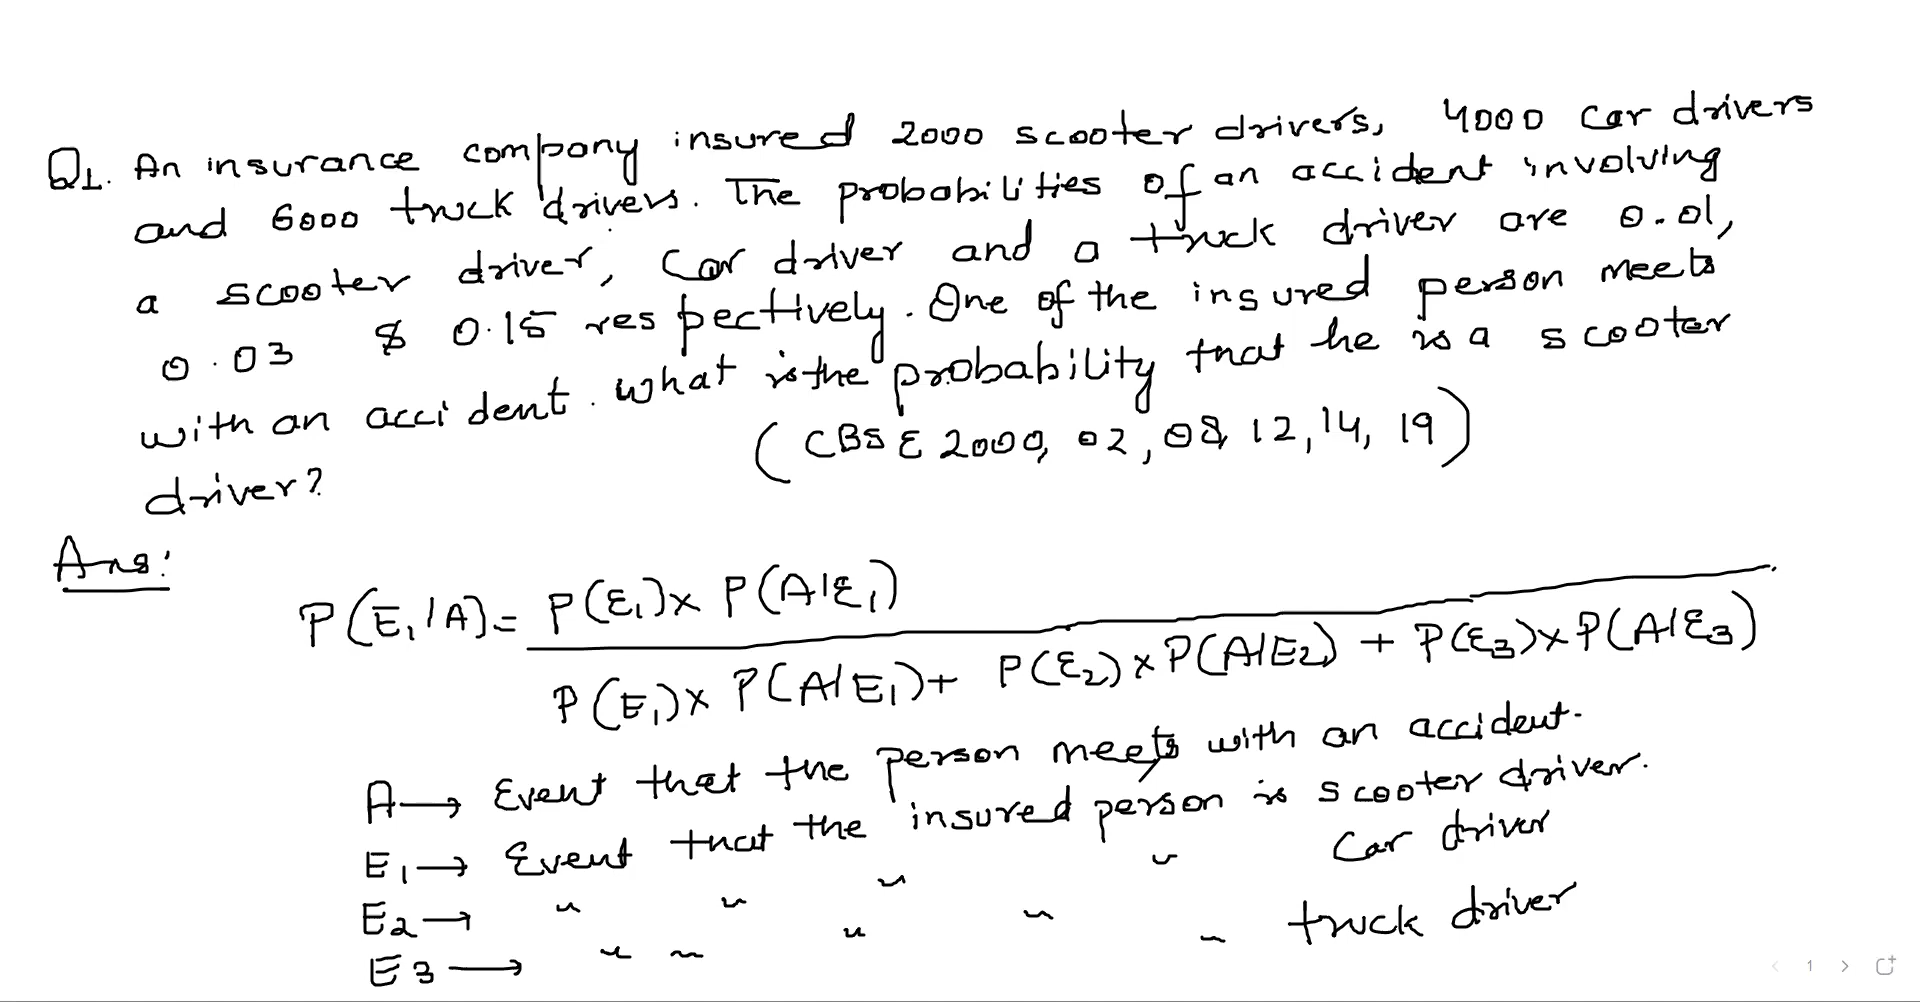 Q1. An insurance company insured 2000 scooter drivers, 4000 car drivers
and 6000 truck drivers. The probabilities of an accident involving
a scooter driver, Car driver and a truck driver are 0.01,
0.03 & 0.15 respectively. One of the insured person meets
with an accident. what is the probability that he is a scooter
driver? (CBSE 2000, 02, 08, 12, 14, 19)
Ans:
P(E₁/A) = P(E₁)× P(A/E₁)
P(E₁)× P(A/E₁)+ P(E₂)×P(A/E₂) + P(E₃)×P(A/E₃)
A → Event that the person meets with an accident.
E₁ → Event that the insured person is scooter driver.
E₂ → " " " " Car driver
E₃ → " " " " " truck driver
1